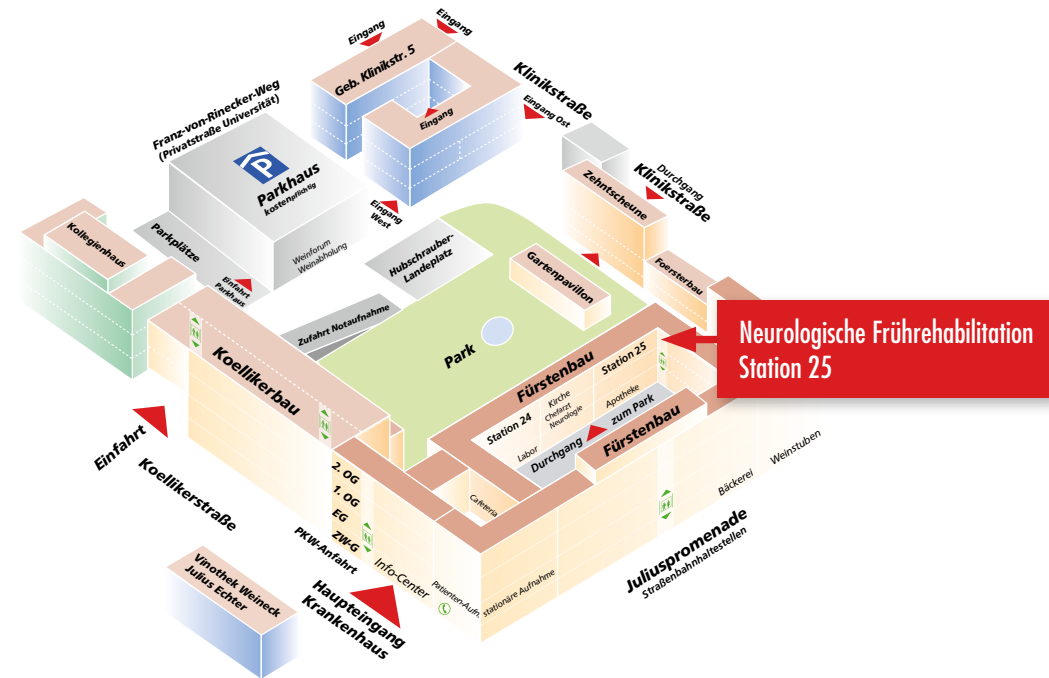 Eingang
Eingang
Geb. Klinikstr. 5
Klinikstraße
Eingang
Eingang Ost
Franz-von-Rinecker-Weg
(Privatstraße Universität)
P
Parkhaus
kostenpflichtig
Durchgang
Klinikstraße
Zehntscheune
Eingang
West
Kollegienhaus
Parkplätze
Weinforum
Weinabholung
Hubschrauber-
Landeplatz
Gartenpavillon
Foersterbau
Einfahrt
Parkhaus
Zufahrt Notaufnahme
Neurologische Frührehabilitation
Station 25
Koellikerbau
Park
Fürstenbau
Station 25
Kirche
Chefarzt
Neurologie
Apotheke
Station 24
Labor
Durchgang
zum Park
Fürstenbau
Einfahrt
Koellikerstraße
2. OG
1. OG
EG
ZW-G
Cafeteria
Weinstuben
Bäckerei
Juliuspromenade
Straßenbahnhaltestellen
PKW-Anfahrt
Info-Center
Patienten-Aufn.
stationäre Aufnahme
Vinothek Weineck
Julius Echter
Haupteingang
Krankenhaus